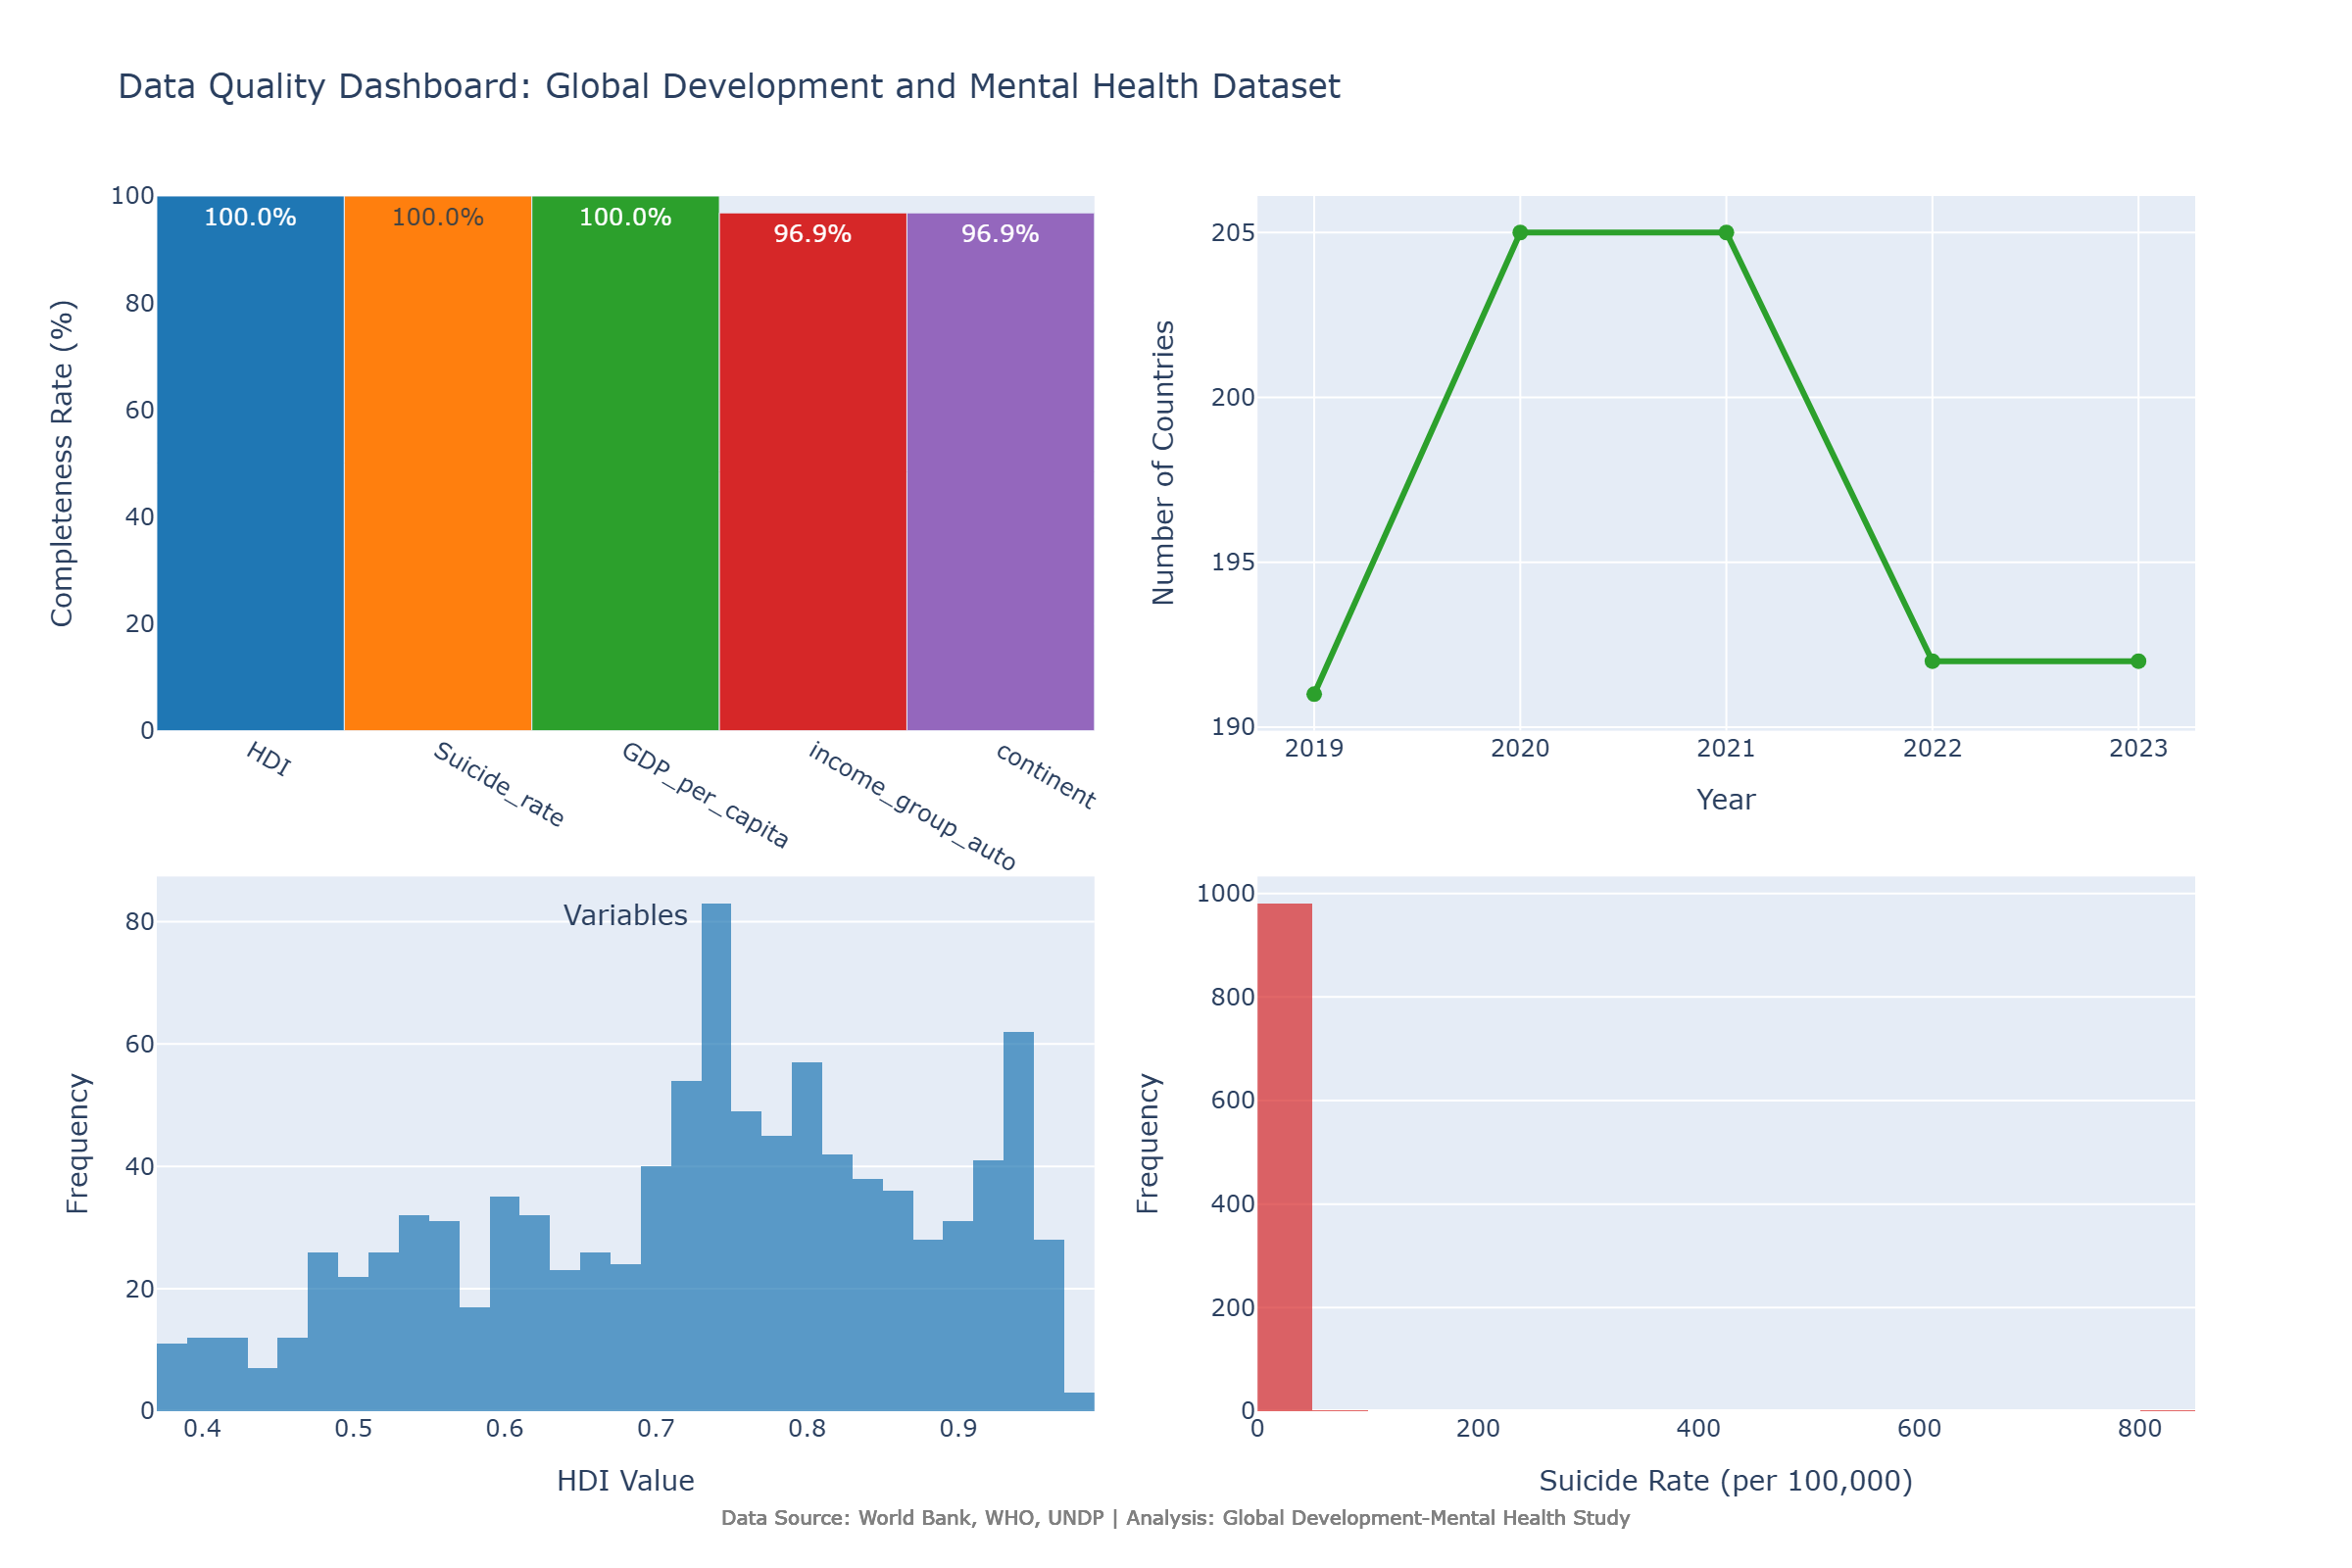 Data Quality Dashboard: Global Development and Mental Health Dataset
Completeness Rate (%)
100
80
60
40
20
0
100.0%
100.0%
100.0%
96.9%
96.9%
HDI
Suicide_rate
GDP_per_capita
income_group_auto
continent
Variables
Number of Countries
205
200
195
190
2019
2020
2021
2022
2023
Year
Frequency
80
60
40
20
0
0.4
0.5
0.6
0.7
0.8
0.9
HDI Value
Frequency
1000
800
600
400
200
0
0
200
400
600
800
Suicide Rate (per 100,000)
Data Source: World Bank, WHO, UNDP | Analysis: Global Development-Mental Health Study